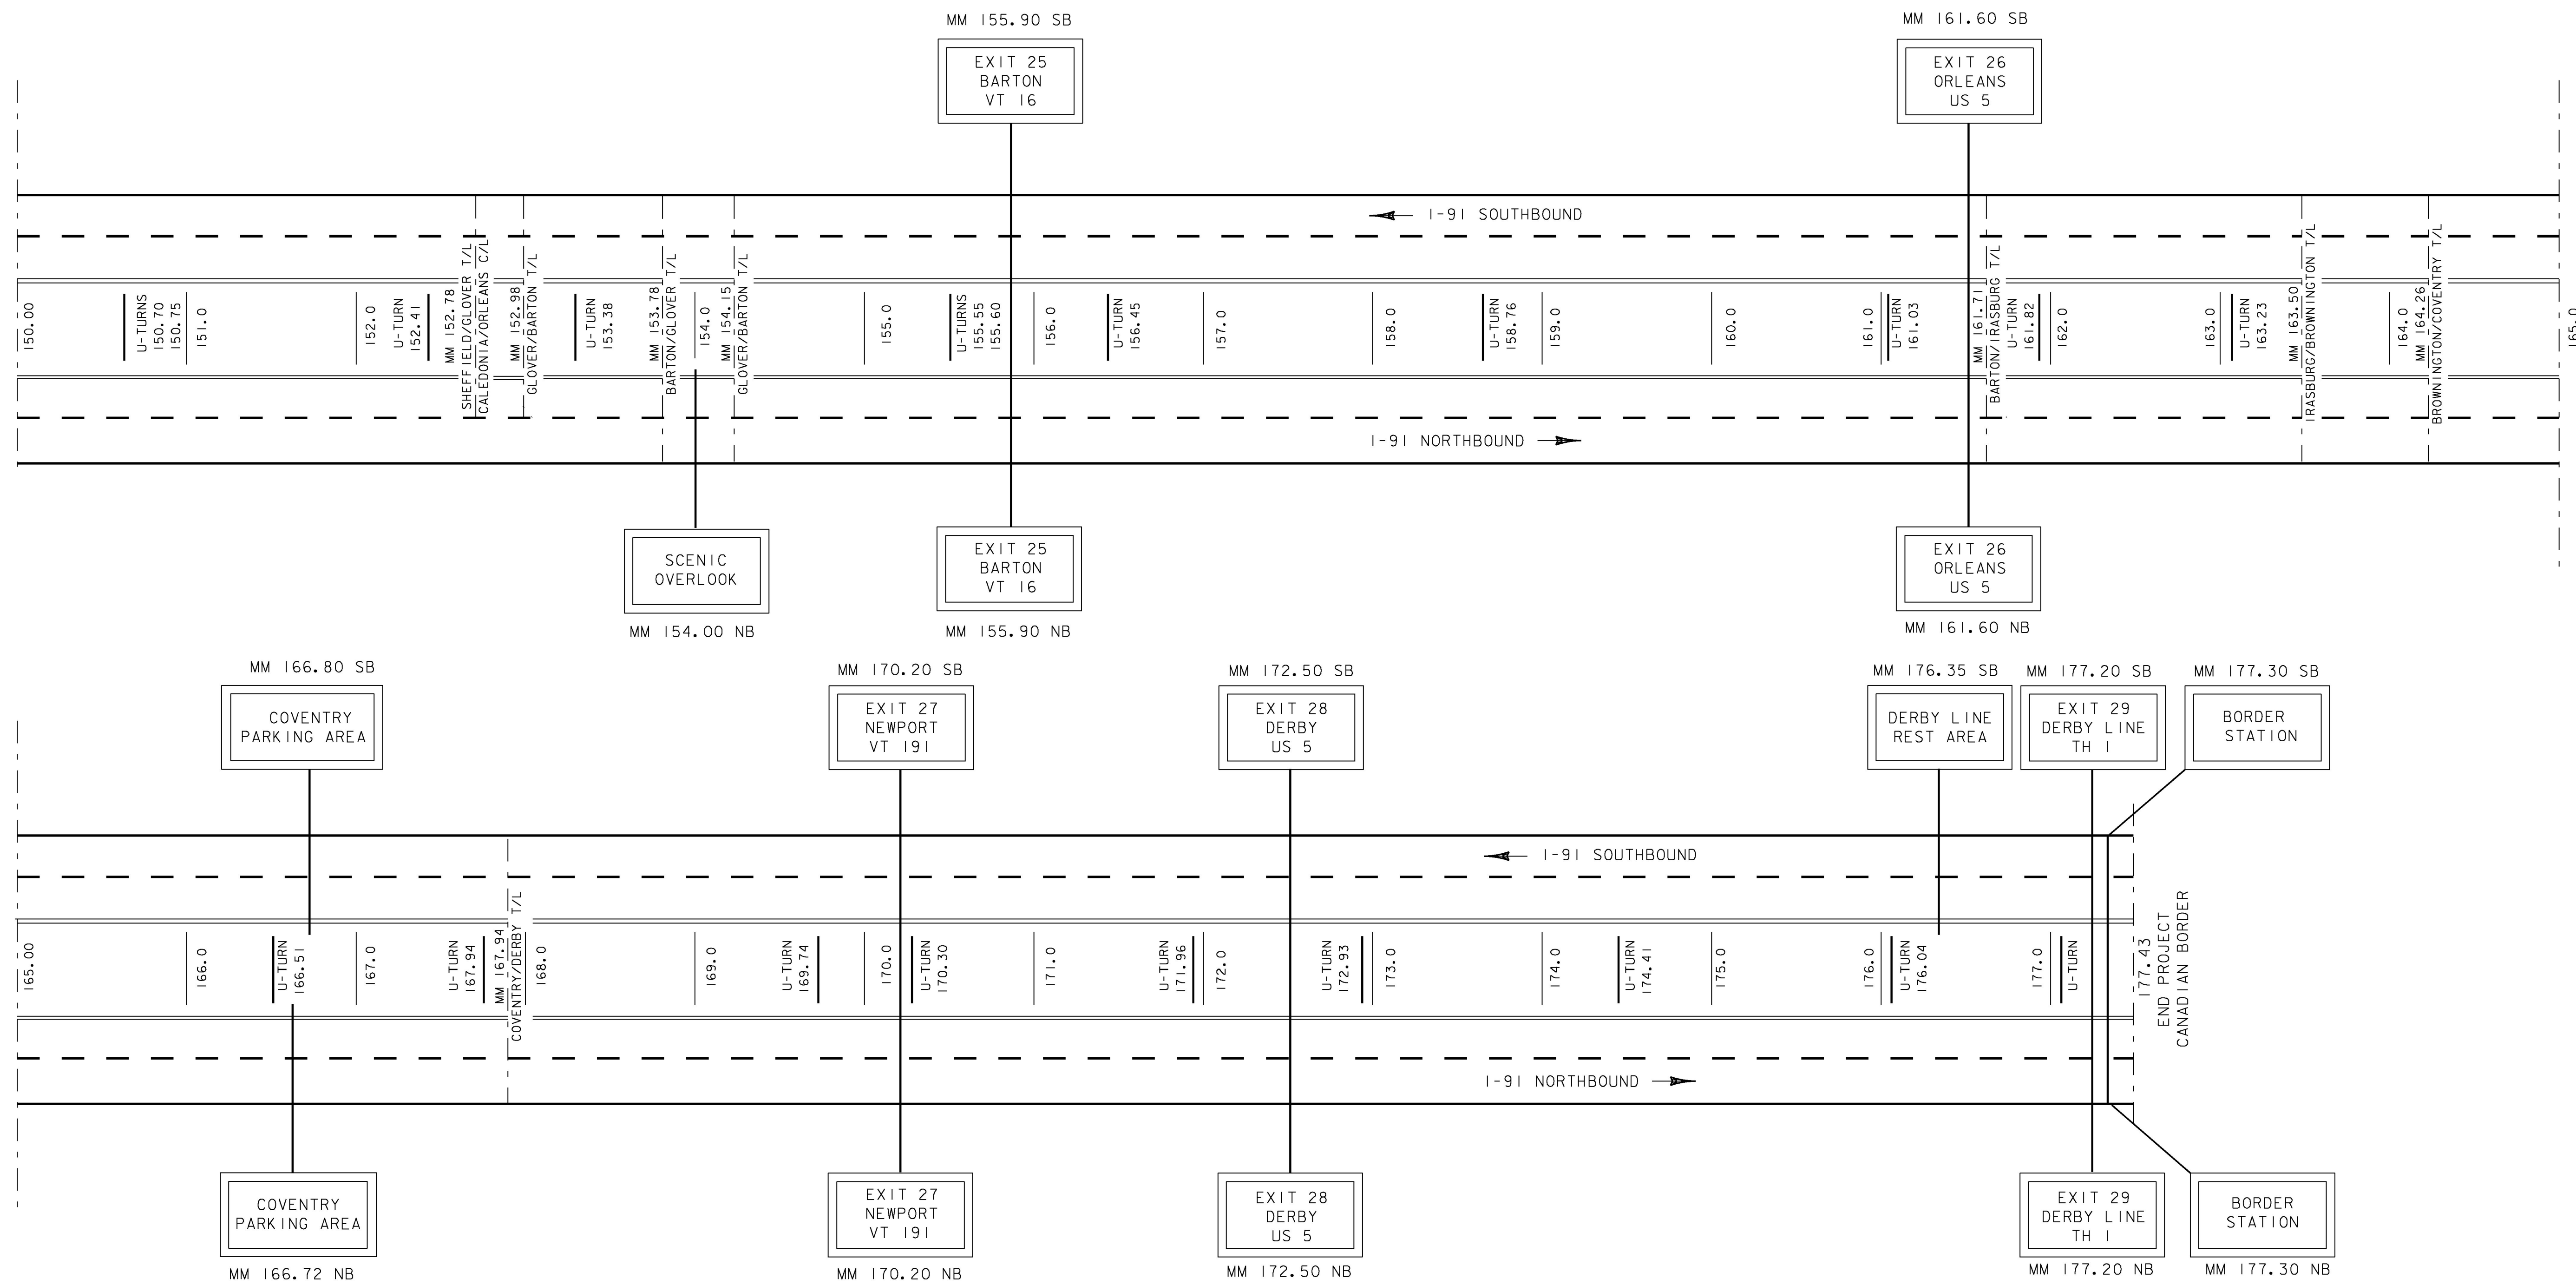 MM 155.90 SB
EXIT 25
BARTON
VT 16
MM 161.60 SB
EXIT 26
ORLEANS
US 5
I-91 SOUTHBOUND
150.00
U-TURNS
150.70
150.75
151.0
152.0
U-TURN
152.41
MM 152.78
SHEFFIELD/GLOVER T/L
CALEDONIA/ORLEANS C/L
MM 152.98
GLOVER/BARTON T/L
U-TURN
153.38
MM 153.78
BARTON/GLOVER T/L
154.0
MM 154.15
GLOVER/BARTON T/L
155.0
U-TURNS
155.55
155.60
156.0
U-TURN
156.45
157.0
158.0
U-TURN
158.76
159.0
160.0
161.0
U-TURN
161.03
MM 161.71
BARTON/IRASBURG T/L
U-TURN
161.82
162.0
163.0
U-TURN
153.23
MM 163.50
IRASBURG/BROWNINGTON T/L
164.0
MM 164.26
BROWNINGTON/COVENTRY T/L
165.0
I-91 NORTHBOUND
SCENIC
OVERLOOK
MM 154.00 NB
EXIT 25
BARTON
VT 16
MM 155.90 NB
EXIT 26
ORLEANS
US 5
MM 161.60 NB
MM 166.80 SB
COVENTRY
PARKING AREA
MM 170.20 SB
EXIT 27
NEWPORT
VT 191
MM 172.50 SB
EXIT 28
DERBY
US 5
MM 176.35 SB
DERBY LINE
REST AREA
MM 177.20 SB
EXIT 29
DERBY LINE
TH 1
MM 177.30 SB
BORDER
STATION
I-91 SOUTHBOUND
165.00
166.0
U-TURN
166.51
167.0
U-TURN
167.94
MM 167.94
COVENTRY/DERBY T/L
168.0
169.0
U-TURN
169.74
170.0
U-TURN
170.30
171.0
U-TURN
171.96
172.0
U-TURN
172.93
173.0
174.0
U-TURN
174.41
175.0
176.0
U-TURN
176.04
177.0
U-TURN
177.43
END PROJECT
CANADIAN BORDER
I-91 NORTHBOUND
COVENTRY
PARKING AREA
MM 166.72 NB
EXIT 27
NEWPORT
VT 191
MM 170.20 NB
EXIT 28
DERBY
US 5
MM 172.50 NB
EXIT 29
DERBY LINE
TH 1
MM 177.20 NB
BORDER
STATION
MM 177.30 NB